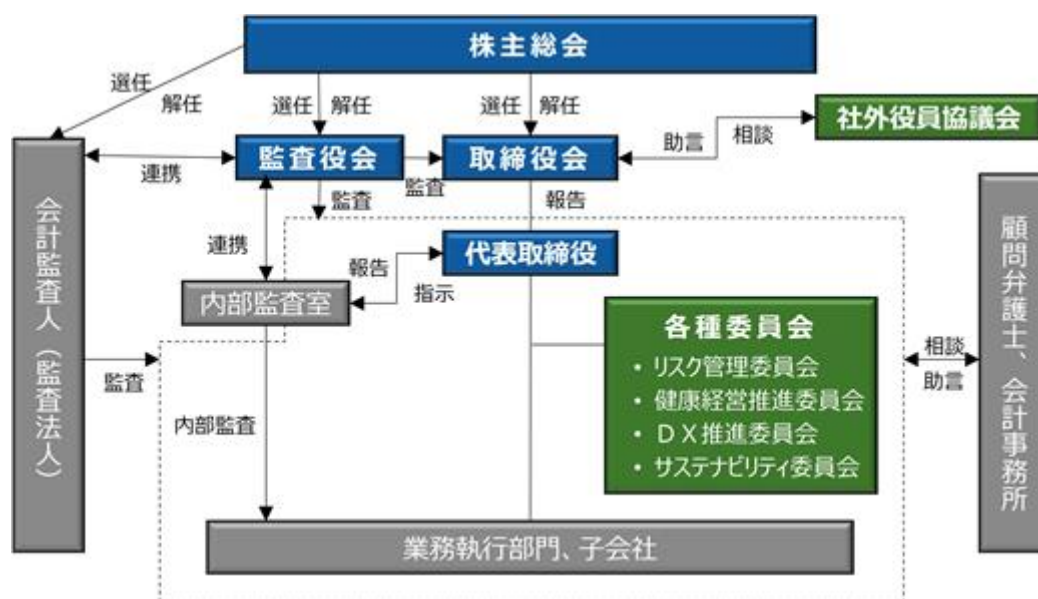 株主総会
選任
解任
選任
解任
選任
解任
社外役員協議会
助言
相談
監査役会
取締役会
連携
監査
監査
報告
連携
代表取締役
報告
指示
内部監査室
会計監査人（監査法人）
監査
各種委員会
・リスク管理委員会
・健康経営推進委員会
・ＤＸ推進委員会
・サステナビリティ委員会
相談
助言
顧問弁護士、会計事務所
内部監査
業務執行部門、子会社